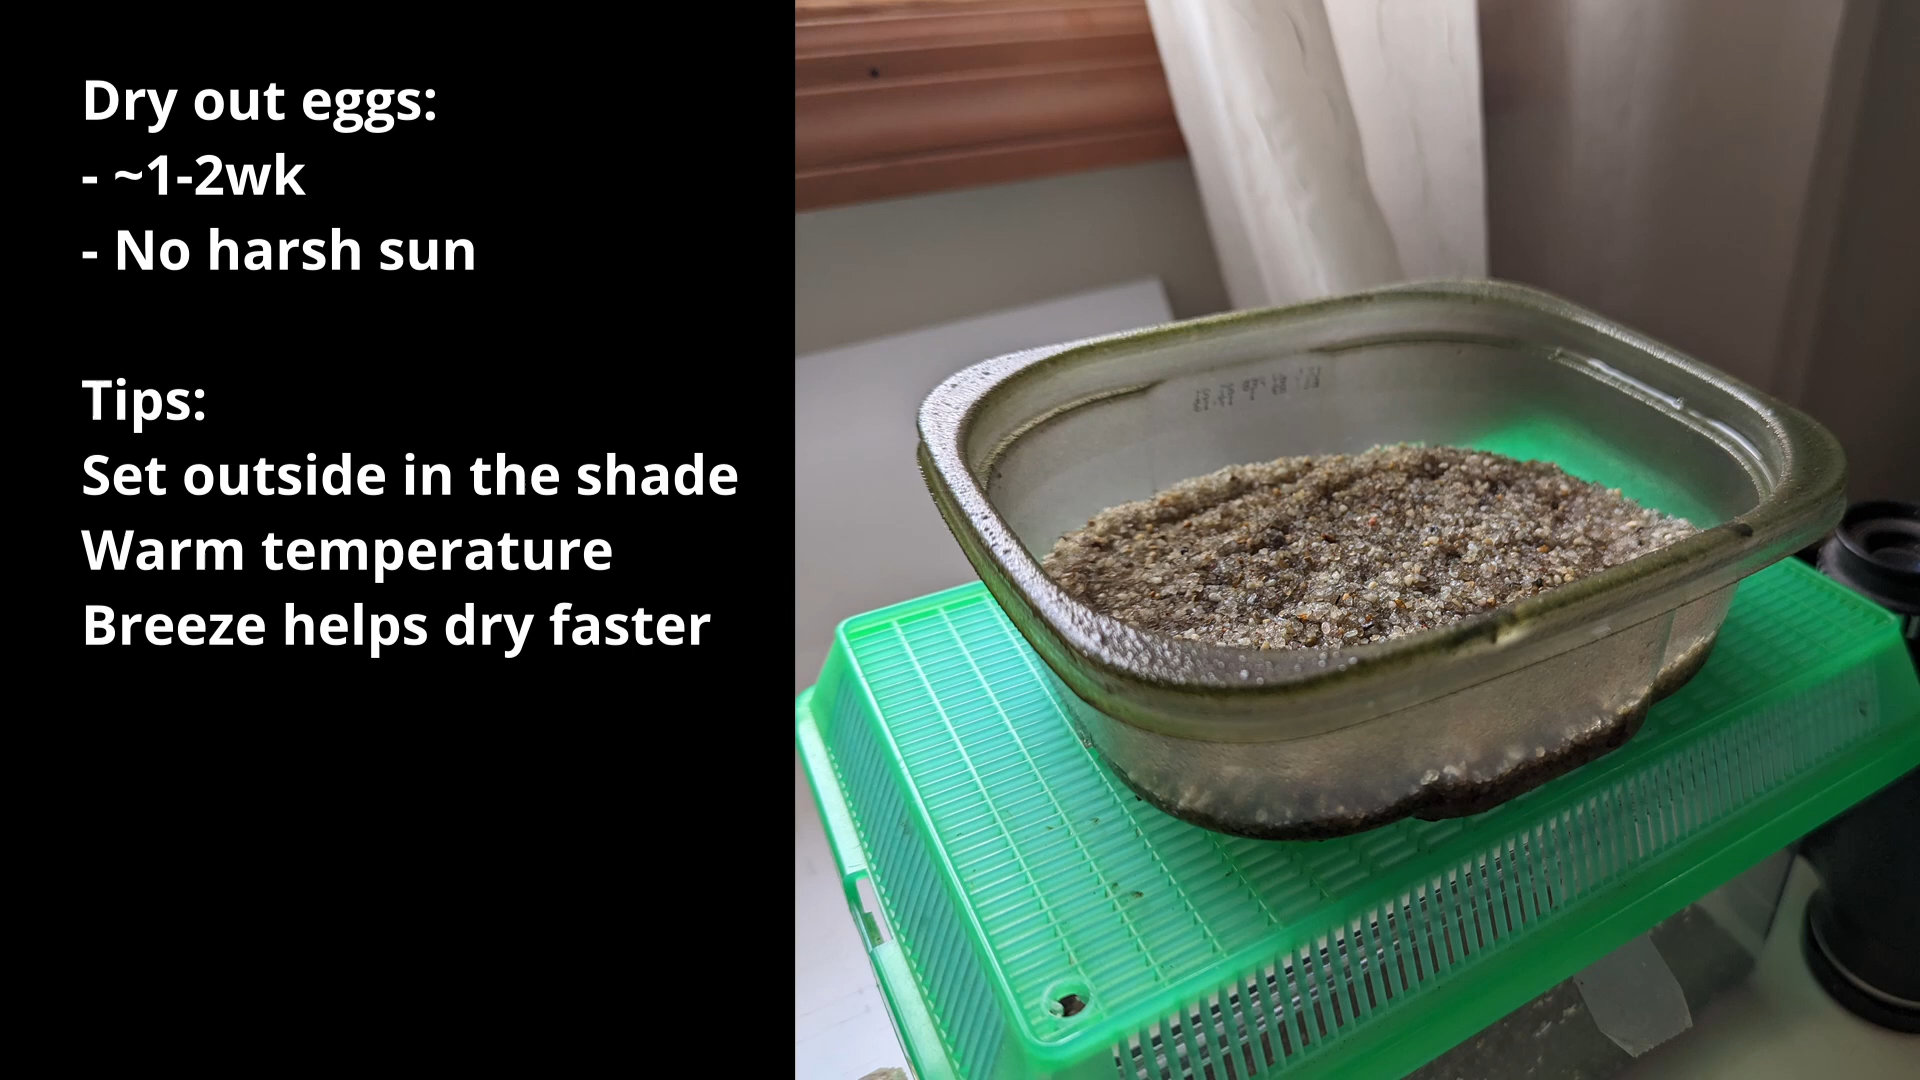 Dry out eggs:
- ~1-2wk
- No harsh sun
Tips:
Set outside in the shade
Warm temperature
Breeze helps dry faster